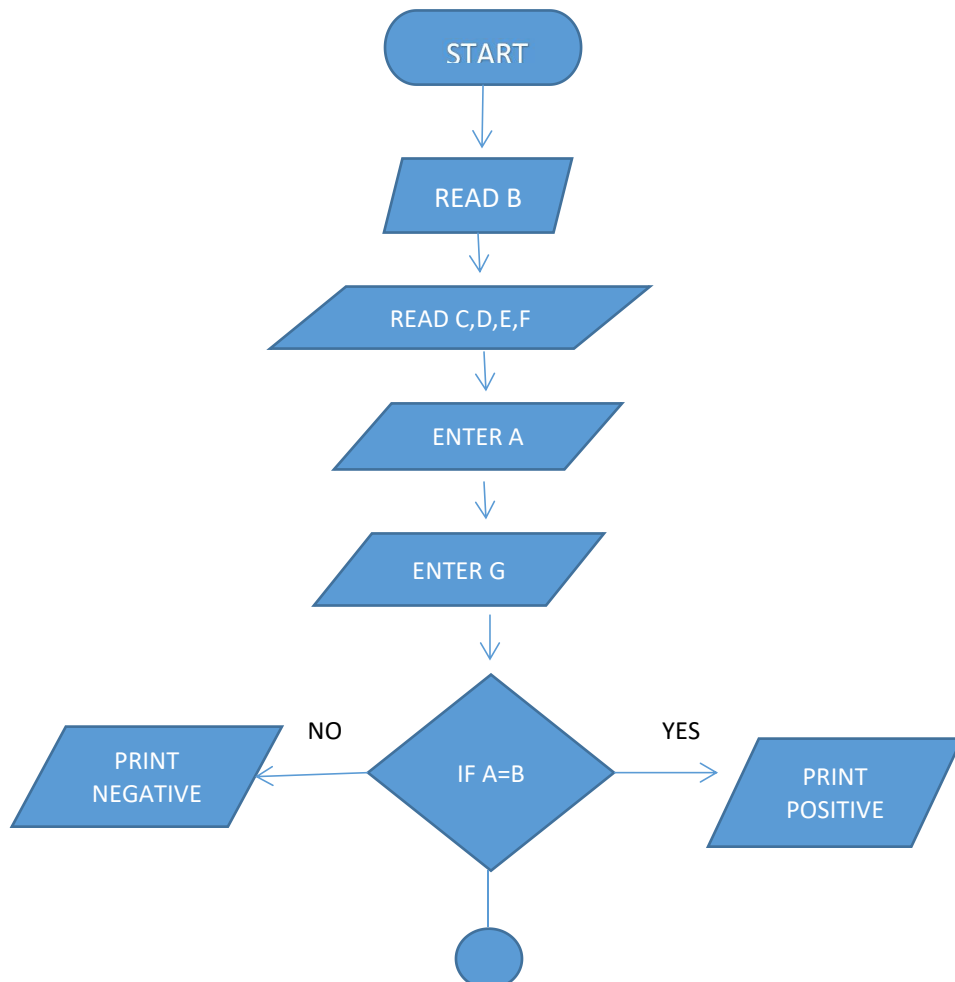 START
READ B
READ C,D,E,F
ENTER A
ENTER G
NO
YES
IF A=B
PRINT
NEGATIVE
PRINT
POSITIVE